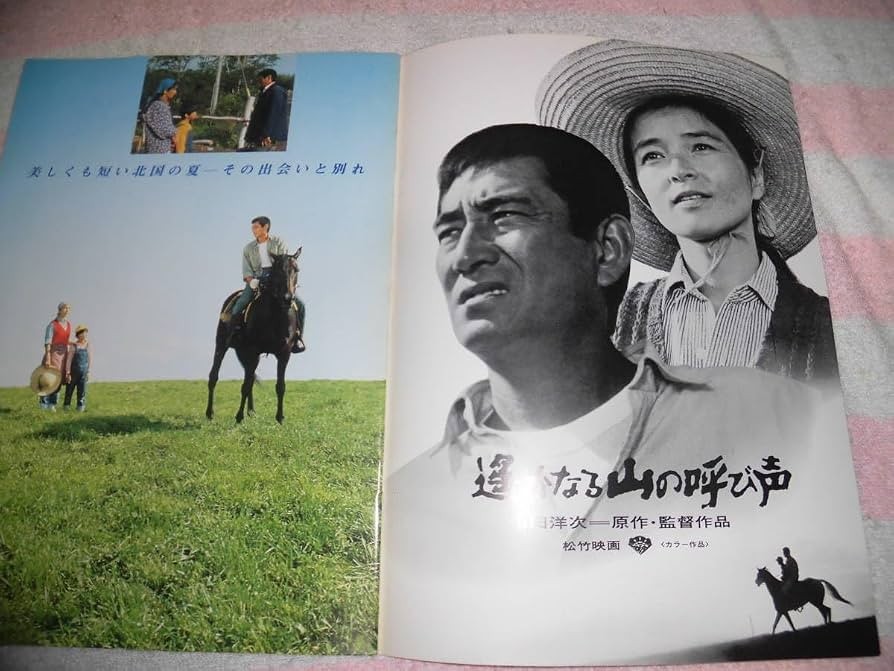 美しくも短い北国の夏―その出会いと別れ
遥かなる山の呼び声
田洋次＝原作・監督作品
松竹映画 〈カラー作品〉